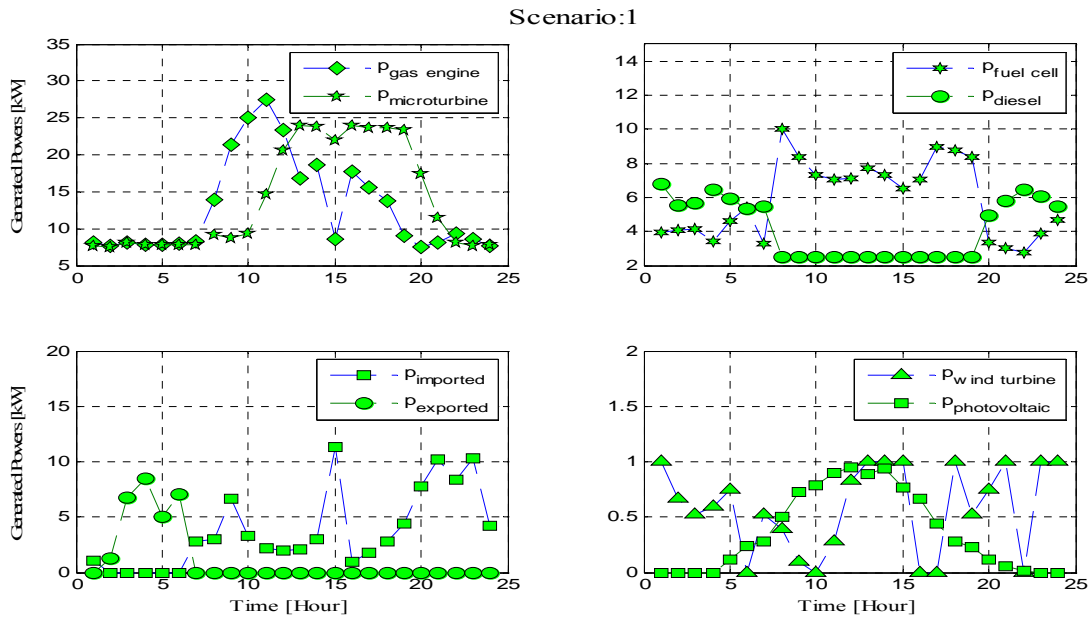 Scenario:1
Generated Powers [kW]
35
30
25
20
15
10
5
0 5 10 15 20 25
P gas engine
P microturbine
14
12
10
8
6
4
2
0 5 10 15 20 25
P fuel cell
P diesel
Generated Powers [kW]
20
15
10
5
0
0 5 10 15 20 25
Time [Hour]
P imported
P exported
2
1.5
1
0.5
0
0 5 10 15 20 25
Time [Hour]
P wind turbine
P photovoltaic